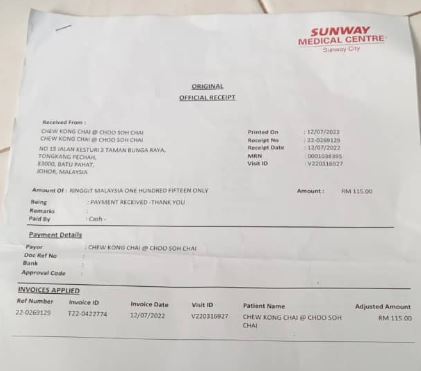 SUNWAY
MEDICAL CENTRE
Sunway City
ORIGINAL
OFFICIAL RECEIPT
Received From :
CHEW KONG CHAI @ CHOO SOH CHAI
CHEW KONG CHAI @ CHOO SOH CHAI
NO 15 JALAN KESTURI 2 TAMAN BUNGA RAYA,
TONGKANG PECHAH,
83000, BATU PAHAT,
JOHOR, MALAYSIA
Printed On : 12/07/2022
Receipt No : 22-0269129
Receipt Date : 12/07/2022
MRN :
Visit ID : V220316927
Amount Of : RINGGIT MALAYSIA ONE HUNDRED FIFTEEN ONLY Amount : RM 115.00
Being : PAYMENT RECEIVED -THANK YOU
Remarks :
Paid By : Cash -
Payment Details
Payor : CHEW KONG CHAI @ CHOO SOH CHAI
Doc Ref No :
Bank :
Approval Code :
INVOICES APPLIED
Ref Number Invoice ID Invoice Date Visit ID Patient Name Adjusted Amount
22-0269129 T22-0422774 12/07/2022 V220316927 CHEW KONG CHAI @ CHOO SOH CHAI RM 115.00